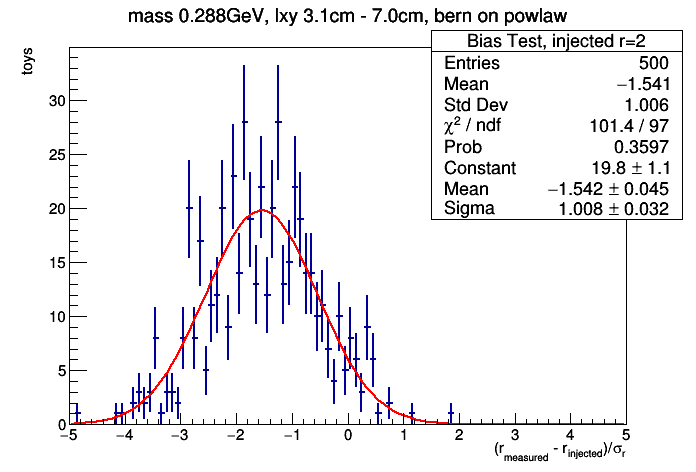 mass 0.288GeV, lxy 3.1cm - 7.0cm, bern on powlaw
Bias Test, injected r=2
Entries 500
Mean −1.541
Std Dev 1.006
χ² / ndf 101.4 / 97
Prob 0.3597
Constant 19.8 ± 1.1
Mean −1.542 ± 0.045
Sigma 1.008 ± 0.032
toys
30
25
20
15
10
5
0
−5 −4 −3 −2 −1 0 1 2 3 4 5
(r_measured - r_injected)/σ_r